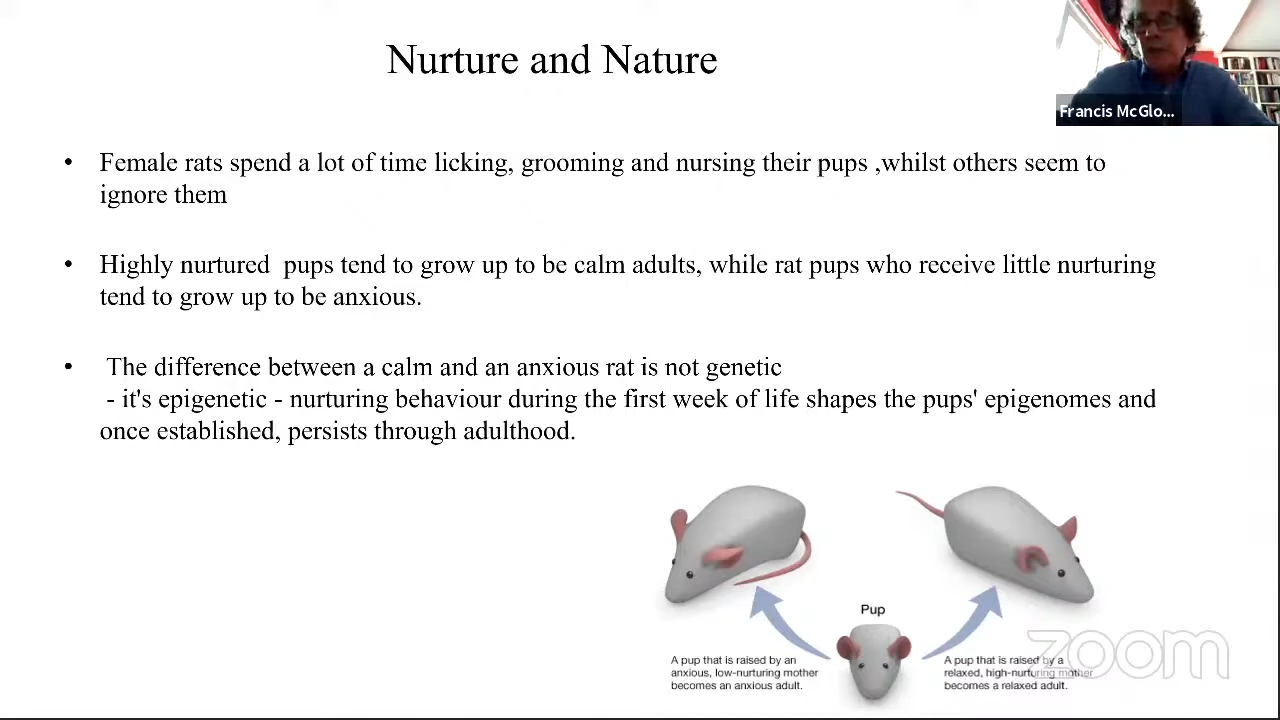 Nurture and Nature
Francis McGlo...
• Female rats spend a lot of time licking, grooming and nursing their pups ,whilst others seem to
ignore them
• Highly nurtured pups tend to grow up to be calm adults, while rat pups who receive little nurturing
tend to grow up to be anxious.
• The difference between a calm and an anxious rat is not genetic
- it's epigenetic - nurturing behaviour during the first week of life shapes the pups' epigenomes and
once established, persists through adulthood.
Pup
A pup that is raised by an
anxious, low-nurturing mother
becomes an anxious adult.
A pup that is raised by a
relaxed, high-nurturing mother
becomes a relaxed adult.
zoom